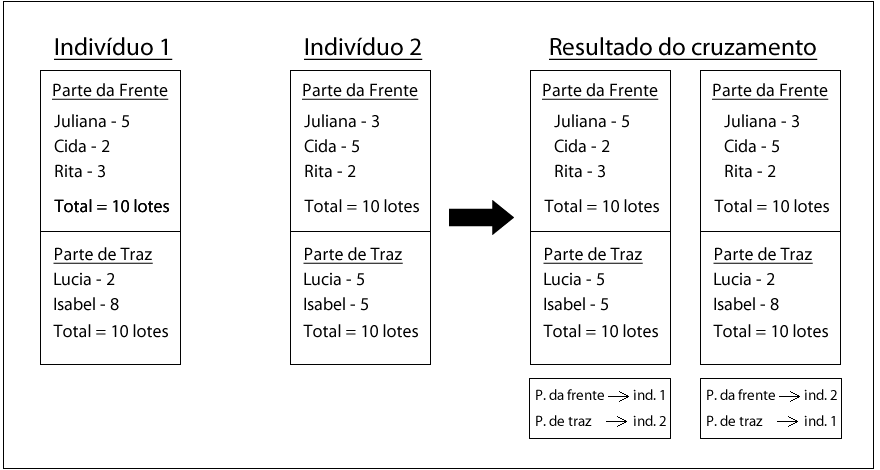 Indivíduo 1
Parte da Frente
Juliana - 5
Cida - 2
Rita - 3
Total = 10 lotes
Parte de Traz
Lucia - 2
Isabel - 8
Total = 10 lotes
Indivíduo 2
Parte da Frente
Juliana - 3
Cida - 5
Rita - 2
Total = 10 lotes
Parte de Traz
Lucia - 5
Isabel - 5
Total = 10 lotes
Resultado do cruzamento
Parte da Frente
Juliana - 5
Cida - 2
Rita - 3
Total = 10 lotes
Parte de Traz
Lucia - 5
Isabel - 5
Total = 10 lotes
P. da frente → ind. 1
P. de traz → ind. 2
Parte da Frente
Juliana - 3
Cida - 5
Rita - 2
Total = 10 lotes
Parte de Traz
Lucia - 2
Isabel - 8
Total = 10 lotes
P. da frente → ind. 2
P. de traz → ind. 1